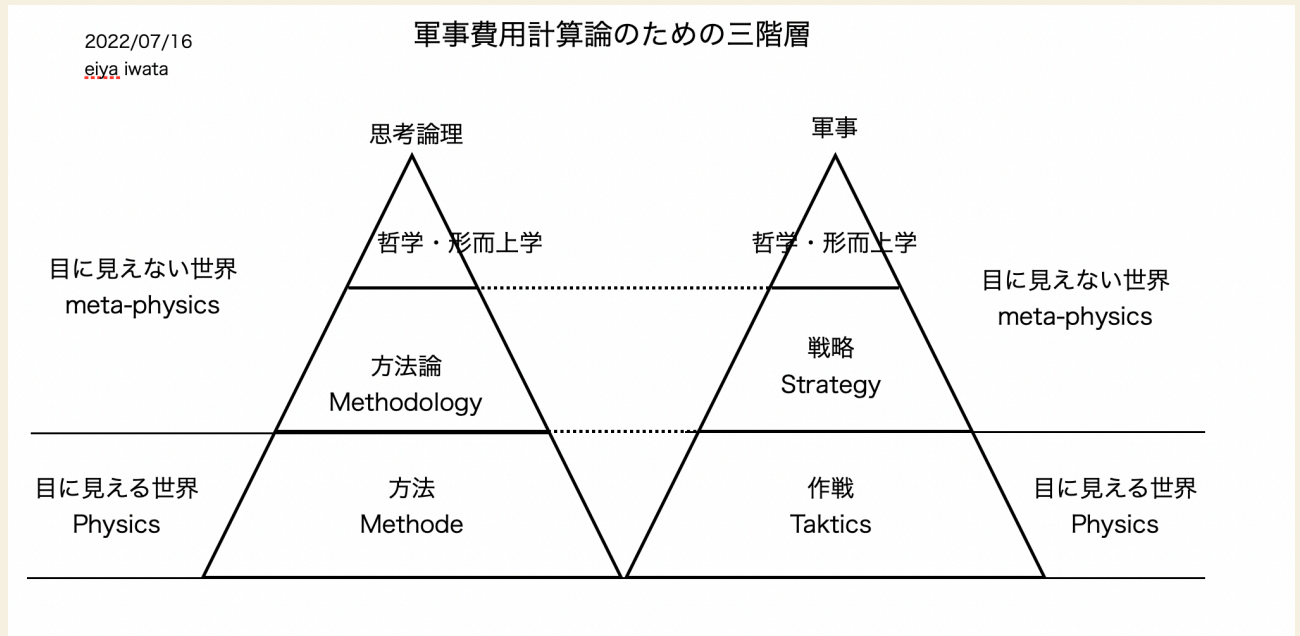 軍事費用計算論のための三階層
2022/07/16
eiya iwata
思考論理
軍事
哲学・形而上学
哲学・形而上学
目に見えない世界
meta-physics
目に見えない世界
meta-physics
方法論
Methodology
戦略
Strategy
目に見える世界
Physics
方法
Methode
作戦
Taktics
目に見える世界
Physics